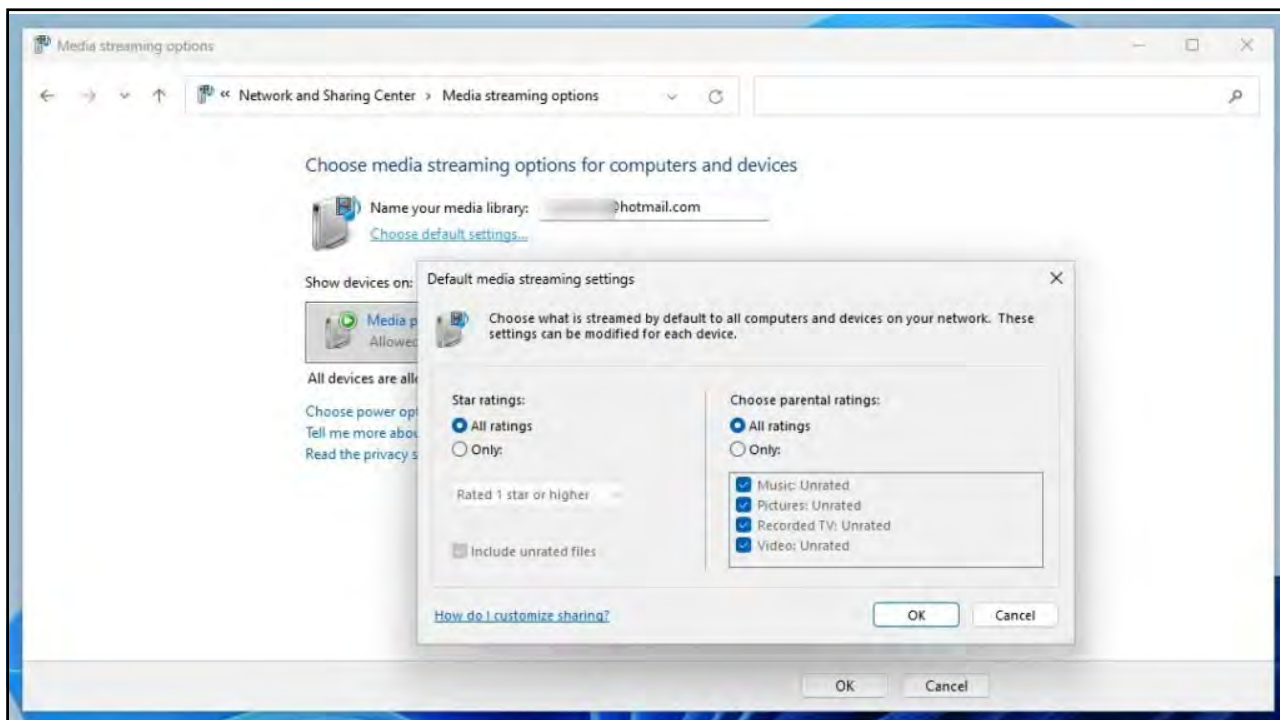 Media streaming options
« Network and Sharing Center > Media streaming options
Choose media streaming options for computers and devices
Name your media library: @hotmail.com
Choose default settings...
Show devices on:
Default media streaming settings
Choose what is streamed by default to all computers and devices on your network. These
settings can be modified for each device.
Media p
Allowed
All devices are all
Choose power op
Tell me more abou
Read the privacy s
Star ratings:
All ratings
Only:
Rated 1 star or higher
Include unrated files
Choose parental ratings:
All ratings
Only:
Music: Unrated
Pictures: Unrated
Recorded TV: Unrated
Video: Unrated
How do I customize sharing?
OK Cancel
OK Cancel